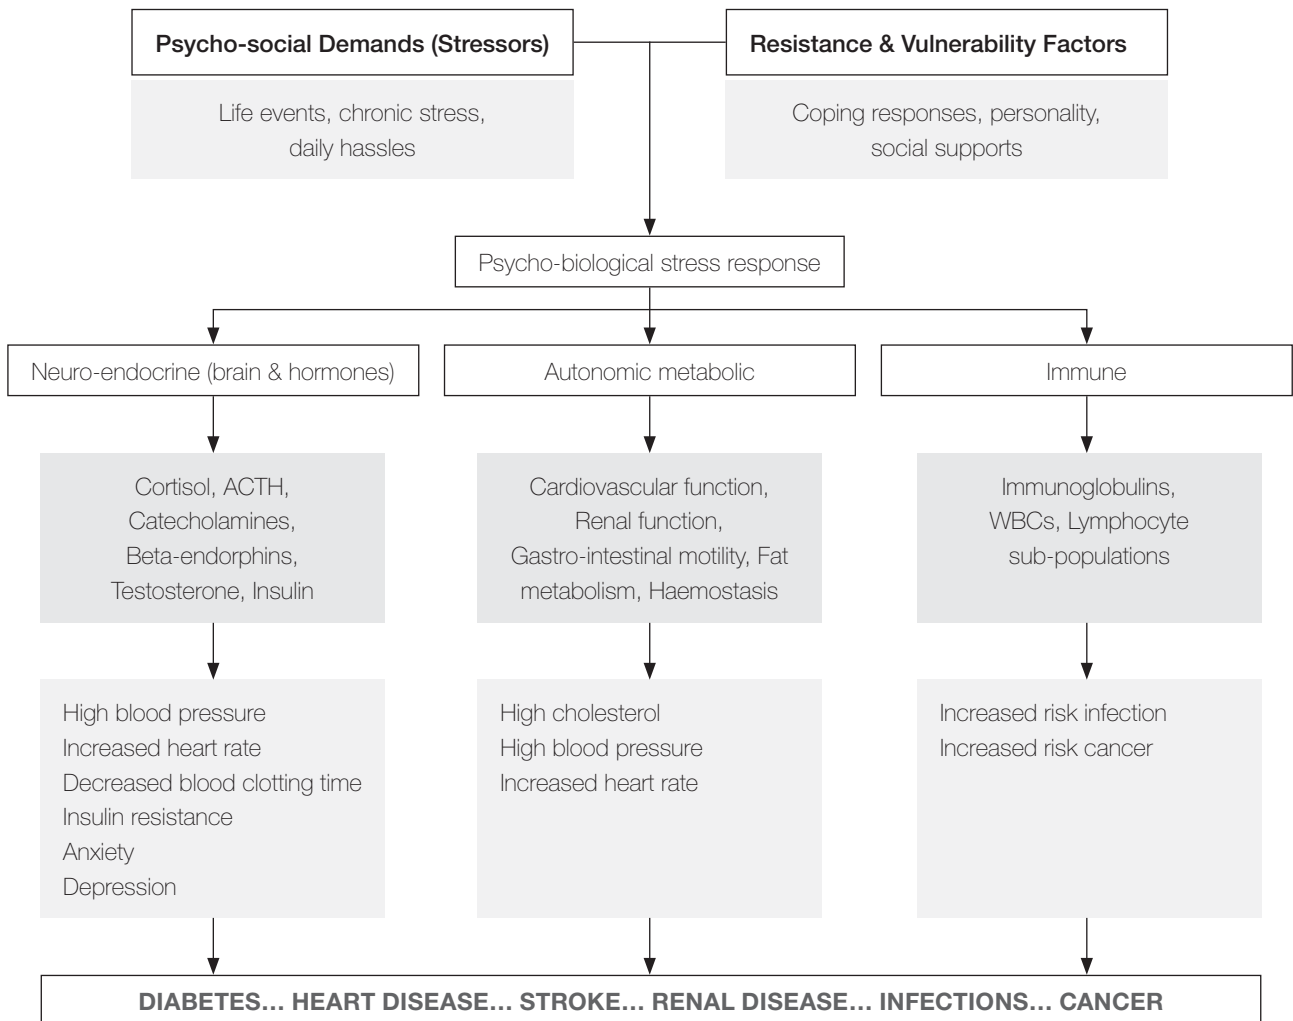 Psycho-social Demands (Stressors)
Resistance & Vulnerability Factors
Life events, chronic stress,
daily hassles
Coping responses, personality,
social supports
Psycho-biological stress response
Neuro-endocrine (brain & hormones)
Autonomic metabolic
Immune
Cortisol, ACTH,
Catecholamines,
Beta-endorphins,
Testosterone, Insulin
Cardiovascular function,
Renal function,
Gastro-intestinal motility, Fat
metabolism, Haemostasis
Immunoglobulins,
WBCs, Lymphocyte
sub-populations
High blood pressure
Increased heart rate
Decreased blood clotting time
Insulin resistance
Anxiety
Depression
High cholesterol
High blood pressure
Increased heart rate
Increased risk infection
Increased risk cancer
DIABETES... HEART DISEASE... STROKE... RENAL DISEASE... INFECTIONS... CANCER